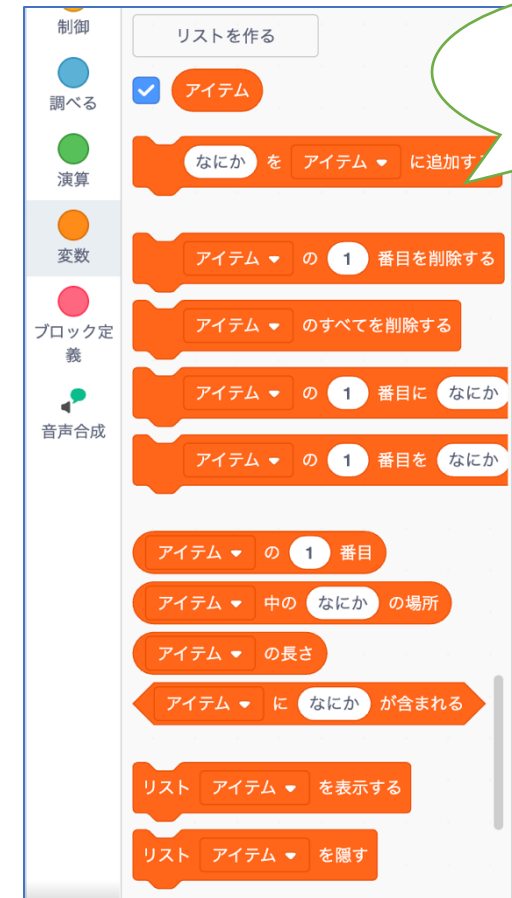 制御
調べる
演算
変数
ブロック定
義
音声合成
リストを作る
アイテム
なにか を アイテム に追加す
アイテム の 1 番目を削除する
アイテム のすべてを削除する
アイテム の 1 番目に なにか
アイテム の 1 番目を なにか
アイテム の 1 番目
アイテム 中の なにか の場所
アイテム の長さ
アイテム に なにか が含まれる
リスト アイテム を表示する
リスト アイテム を隠す